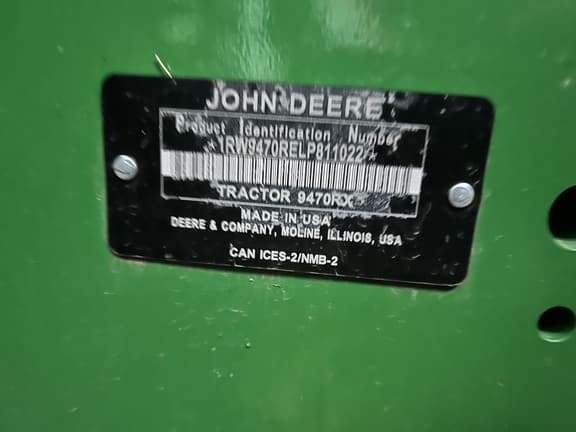 JOHN DEERE
Product Identification Number
*1RW9470RELP811022*
TRACTOR 9470RX
MADE IN USA
DEERE & COMPANY, MOLINE, ILLINOIS, USA
CAN ICES-2/NMB-2